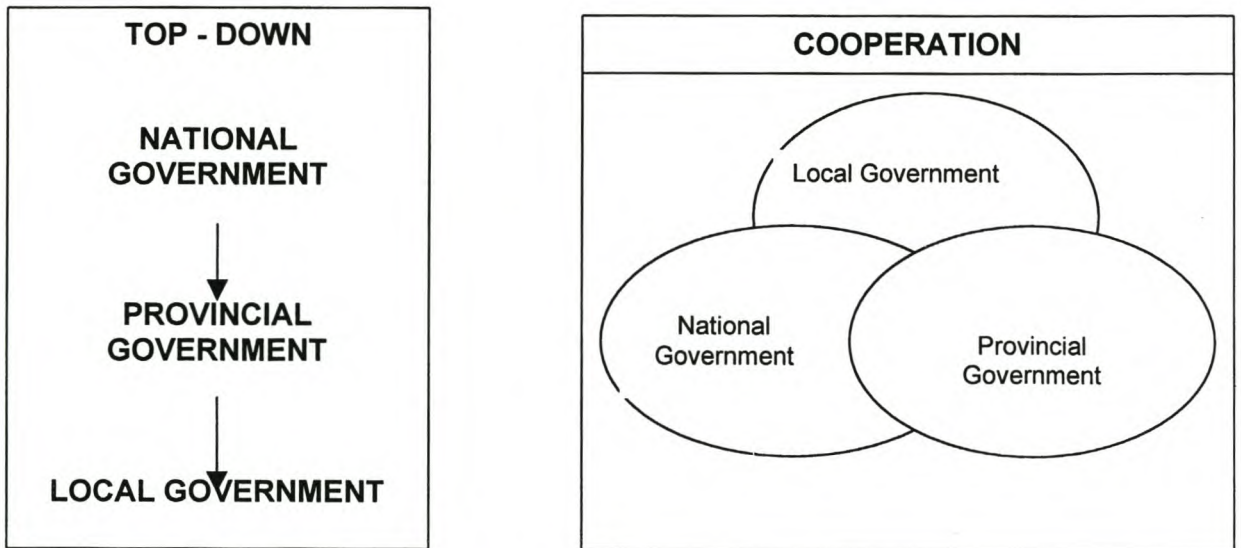 TOP - DOWN
NATIONAL
GOVERNMENT
PROVINCIAL
GOVERNMENT
LOCAL GOVERNMENT
COOPERATION
Local Government
National
Government
Provincial
Government